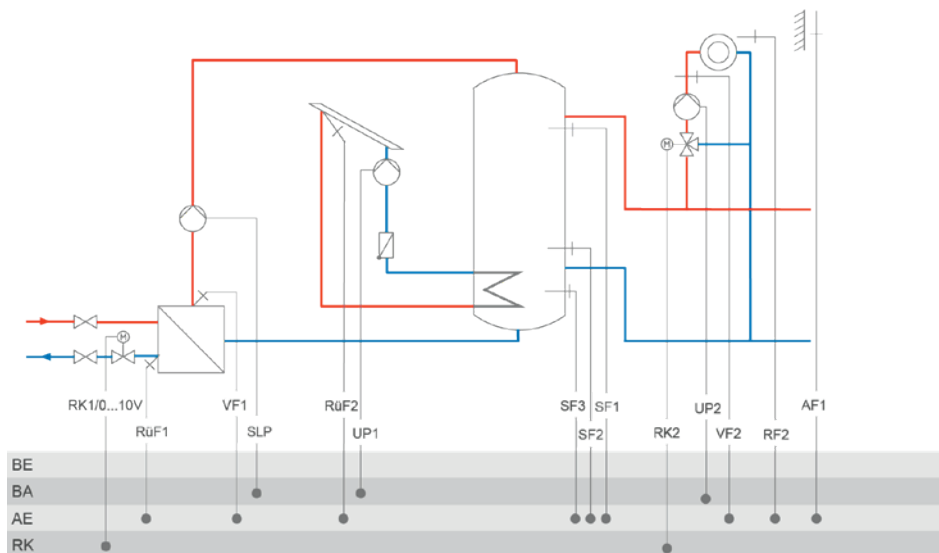 M
M
RK1/0...10V
VF1
RüF2
SF3
SF1
UP2
AF1
RüF1
SLP
UP1
SF2
RK2
VF2
RF2
BE
BA
AE
RK